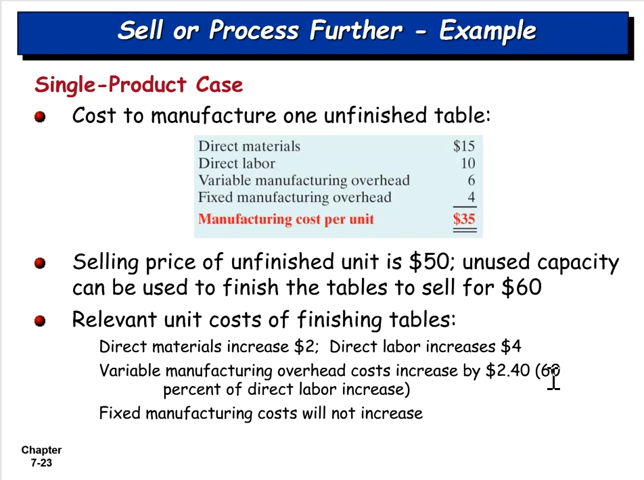 Sell or Process Further - Example
Single-Product Case
Cost to manufacture one unfinished table:
Direct materials $15
Direct labor 10
Variable manufacturing overhead 6
Fixed manufacturing overhead 4
Manufacturing cost per unit $35
Selling price of unfinished unit is $50; unused capacity
can be used to finish the tables to sell for $60
Relevant unit costs of finishing tables:
Direct materials increase $2; Direct labor increases $4
Variable manufacturing overhead costs increase by $2.40 (60
percent of direct labor increase)
Fixed manufacturing costs will not increase
Chapter
7-23